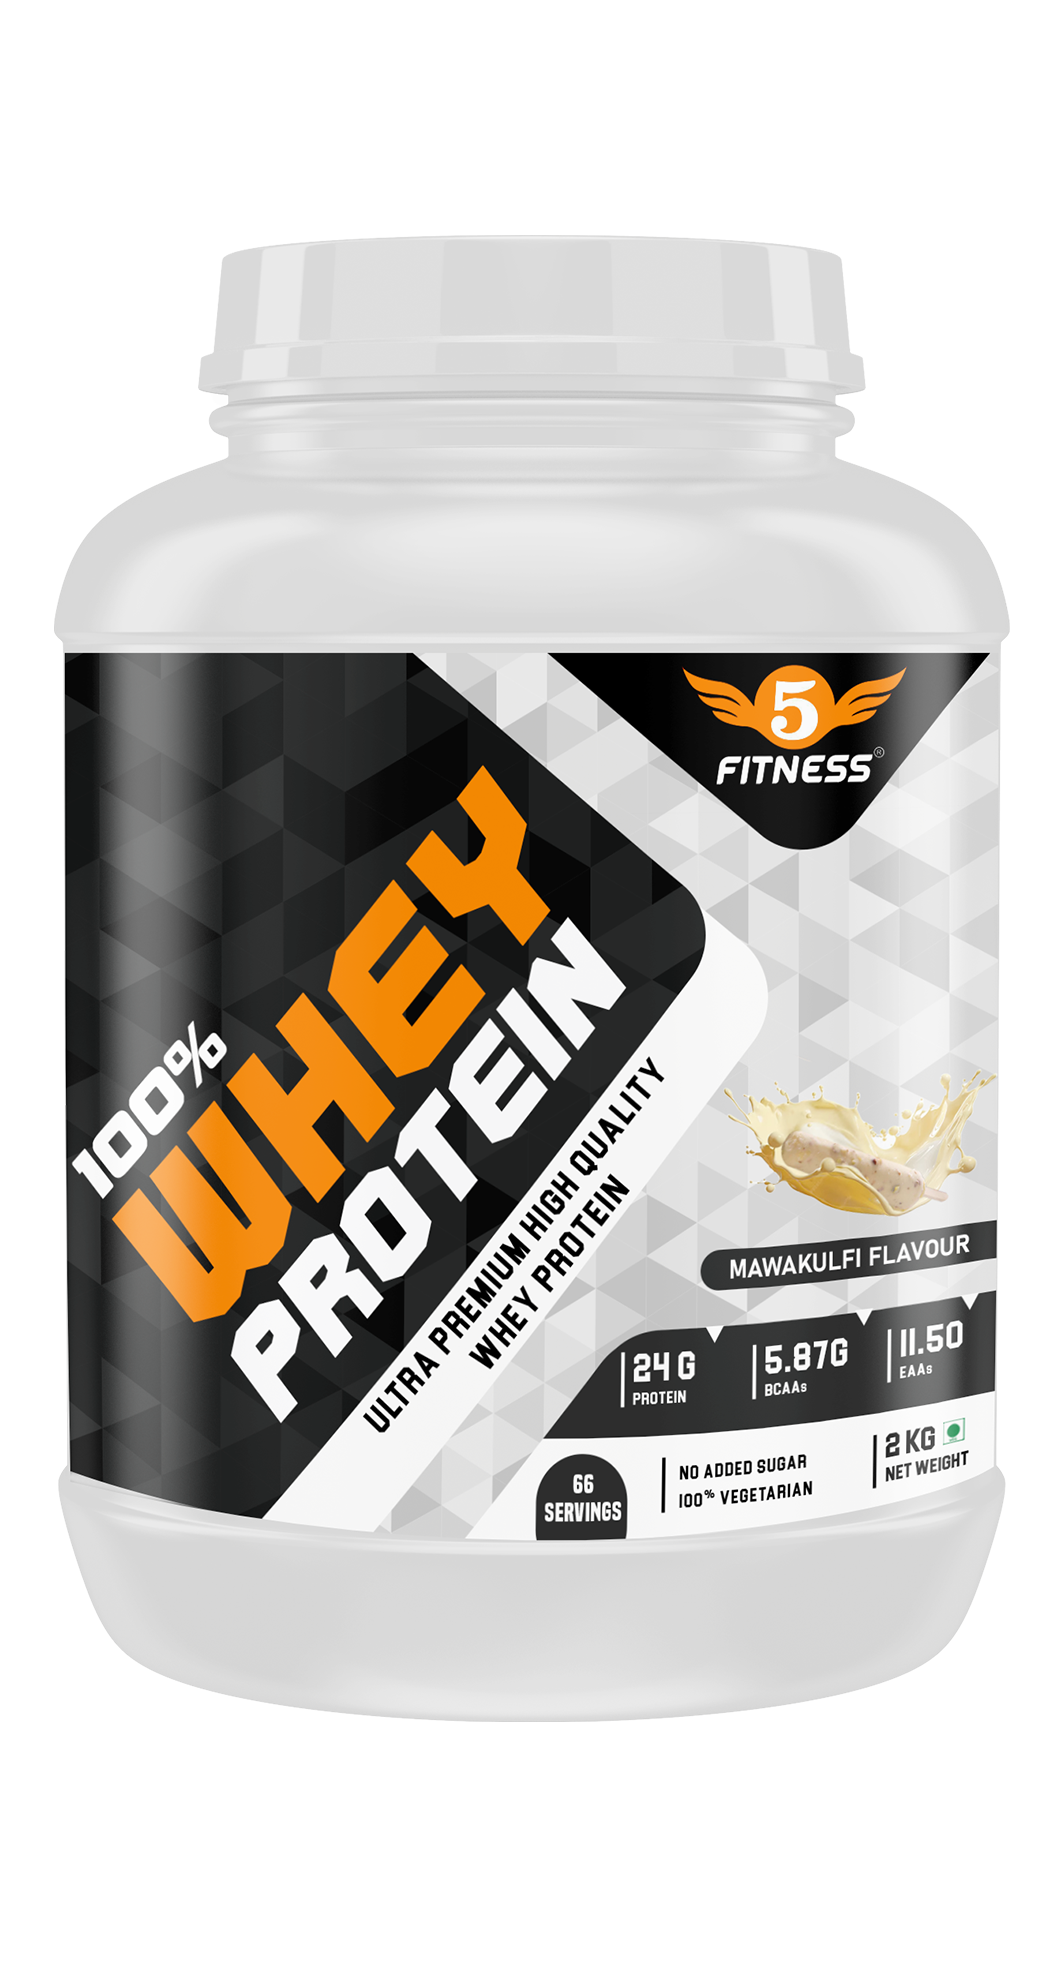 5
FITNESS®
100%
WHEY
PROTEIN
ULTRA PREMIUM HIGH QUALITY
WHEY PROTEIN
MAWAKULFI FLAVOUR
24 G
PROTEIN
5.87G
BCAAs
11.50
EAAs
66
SERVINGS
NO ADDED SUGAR
100% VEGETARIAN
2 KG
NET WEIGHT